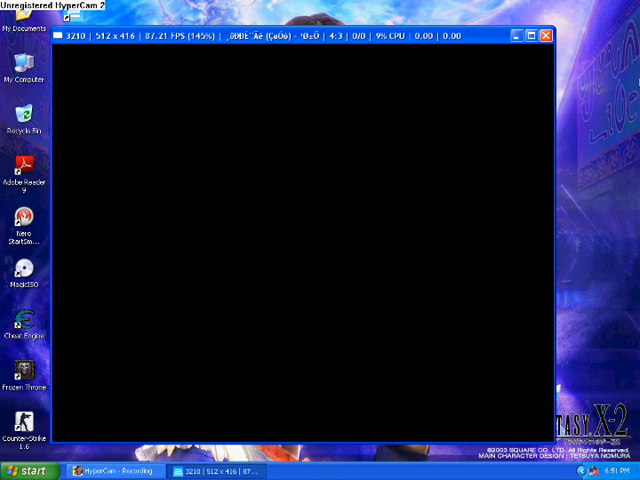 Unregistered HyperCam 2
My Documents
My Computer
Recycle Bin
Adobe Reader
9
Nero
StartSm...
MagicISO
Cheat Engine
Frozen Throne
Counter-Strike
1.6
3210 | 512 x 416 | 87.21 FPS (145%) |
4:3 | 0/0 | 9% CPU | 0.00 | 0.00
TASY X-2
©2003 SQUARE CO., LTD. All Rights Reserved.
MAIN CHARACTER DESIGN : TETSUYA NOMURA
start
HyperCam - Recording
3210 | 512 x 416 | 87...
6:51 PM